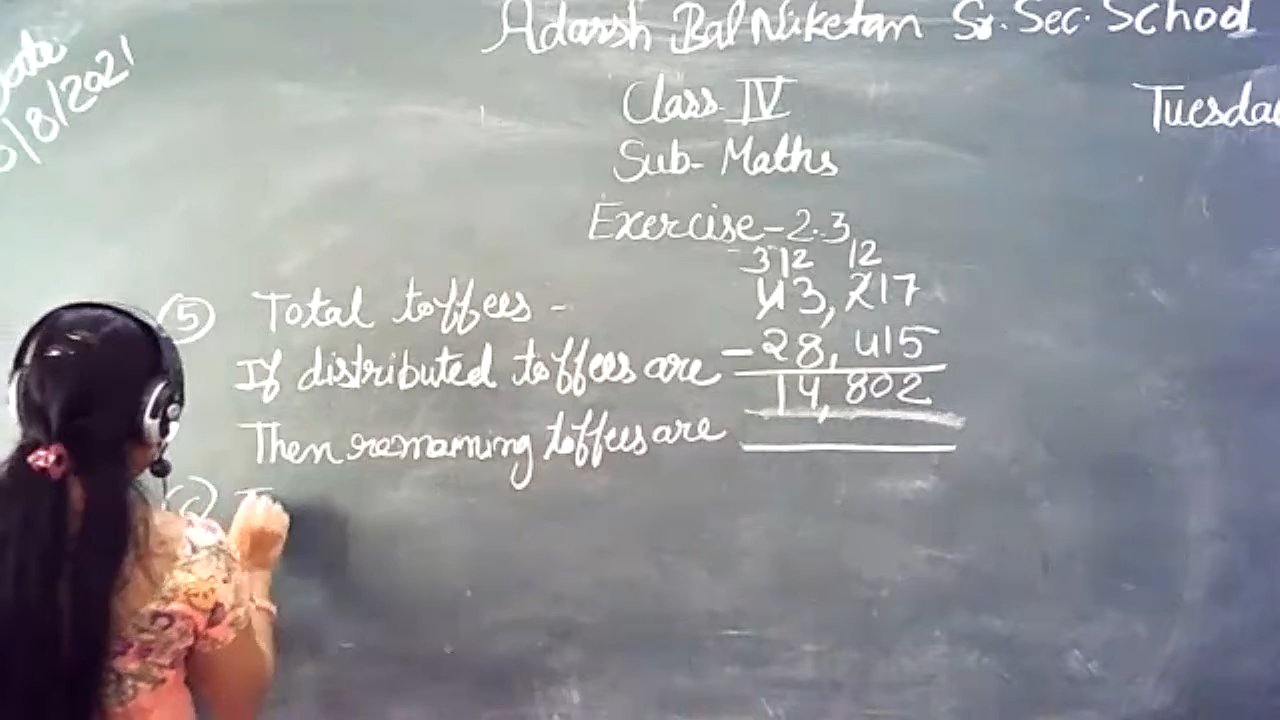 Adarsh Bal Niketan Sr. Sec. School
Date
/8/2021
Class IV
Tuesda
Sub- Maths
Exercise-2.3
3 12 12
⑤ Total toffees - 43,217
If distributed toffees are - 28,415
14,802
Then remaining toffees are